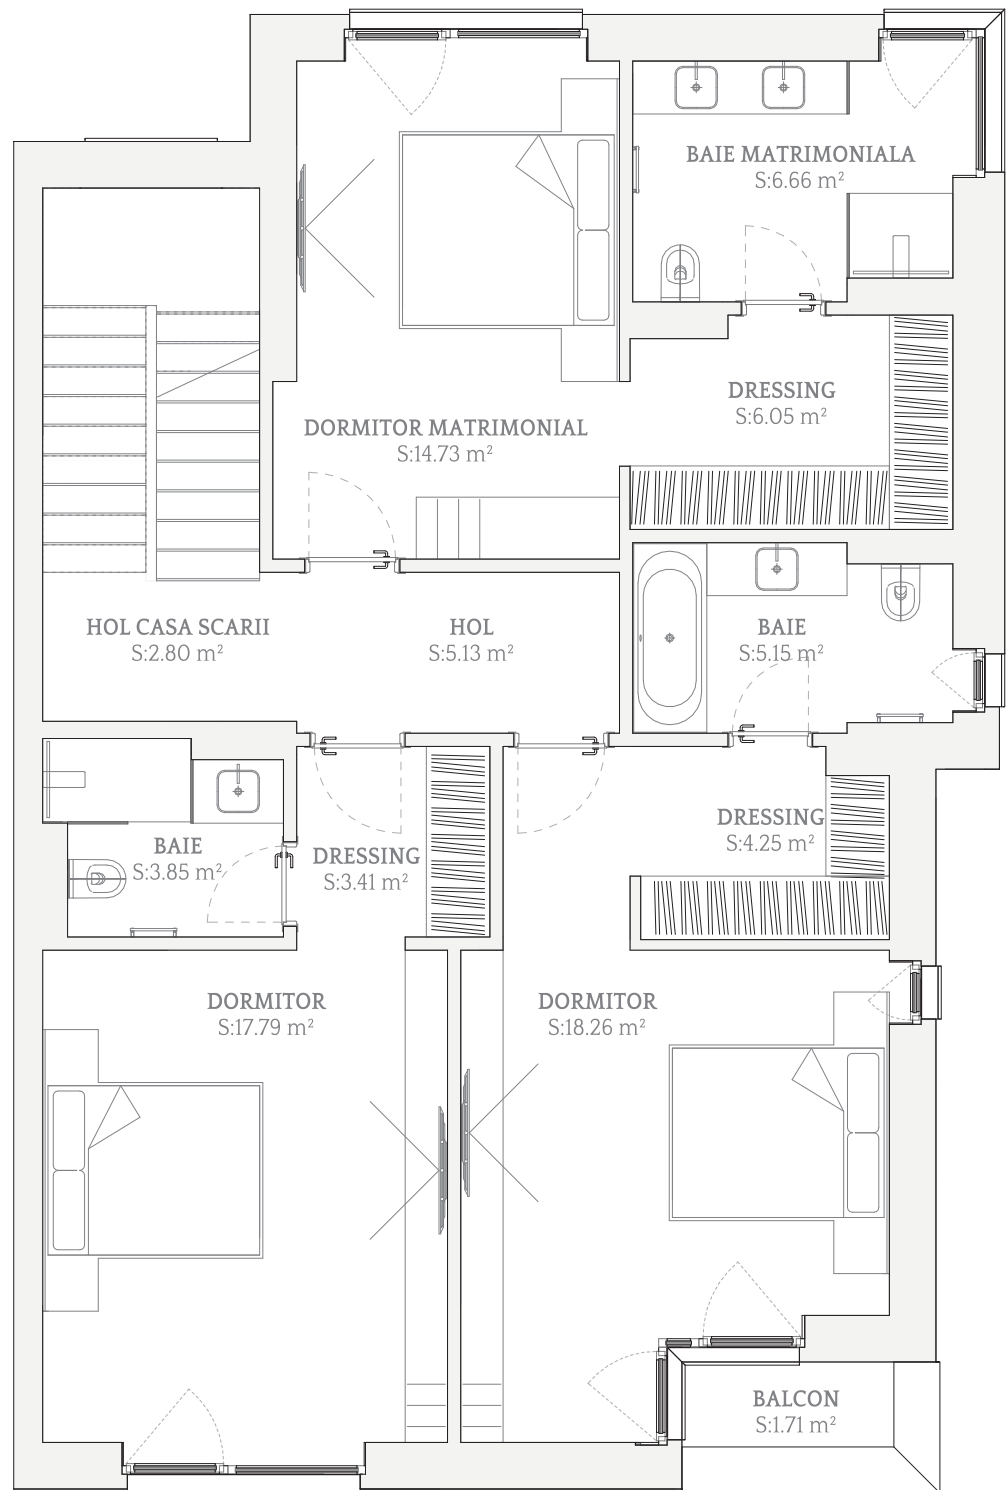 BAIE MATRIMONIALA
S:6.66 m²
DRESSING
S:6.05 m²
DORMITOR MATRIMONIAL
S:14.73 m²
HOL CASA SCARII
S:2.80 m²
HOL
S:5.13 m²
BAIE
S:5.15 m²
BAIE
S:3.85 m²
DRESSING
S:3.41 m²
DRESSING
S:4.25 m²
DORMITOR
S:17.79 m²
DORMITOR
S:18.26 m²
BALCON
S:1.71 m²